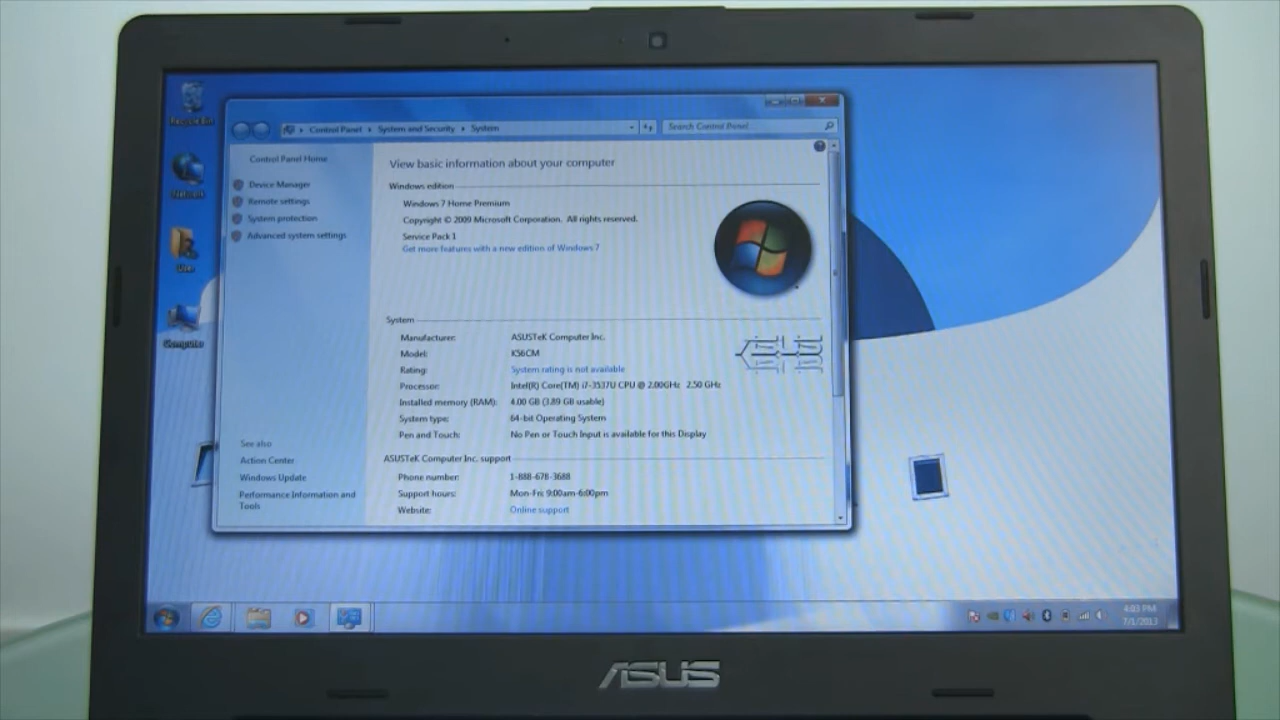 Recycle Bin
Network
User
Computer
Control Panel ▸ System and Security ▸ System
Search Control Panel
Control Panel Home
Device Manager
Remote settings
System protection
Advanced system settings
See also
Action Center
Windows Update
Performance Information and
Tools
View basic information about your computer
Windows edition
Windows 7 Home Premium
Copyright © 2009 Microsoft Corporation. All rights reserved.
Service Pack 1
Get more features with a new edition of Windows 7
System
Manufacturer: ASUSTeK Computer Inc.
Model: K56CM
Rating: System rating is not available
Processor: Intel(R) Core(TM) i7-3537U CPU @ 2.00GHz 2.50 GHz
Installed memory (RAM): 4.00 GB (3.89 GB usable)
System type: 64-bit Operating System
Pen and Touch: No Pen or Touch Input is available for this Display
ASUS
ASUSTeK Computer Inc. support
Phone number: 1-888-678-3688
Support hours: Mon-Fri: 9:00am-6:00pm
Website: Online support
4:03 PM
7/1/2013
ASUS